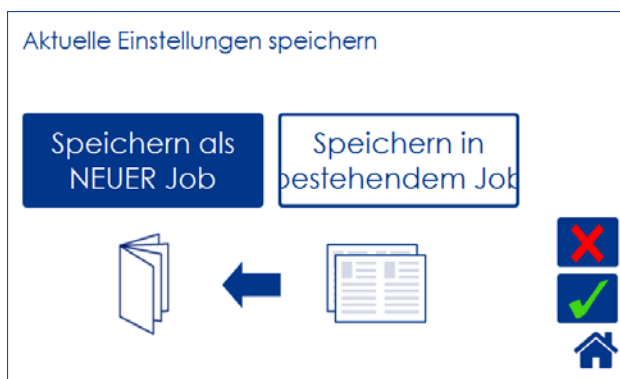 Aktuelle Einstellungen speichern
Speichern als
NEUER Job
Speichern in
bestehendem Job